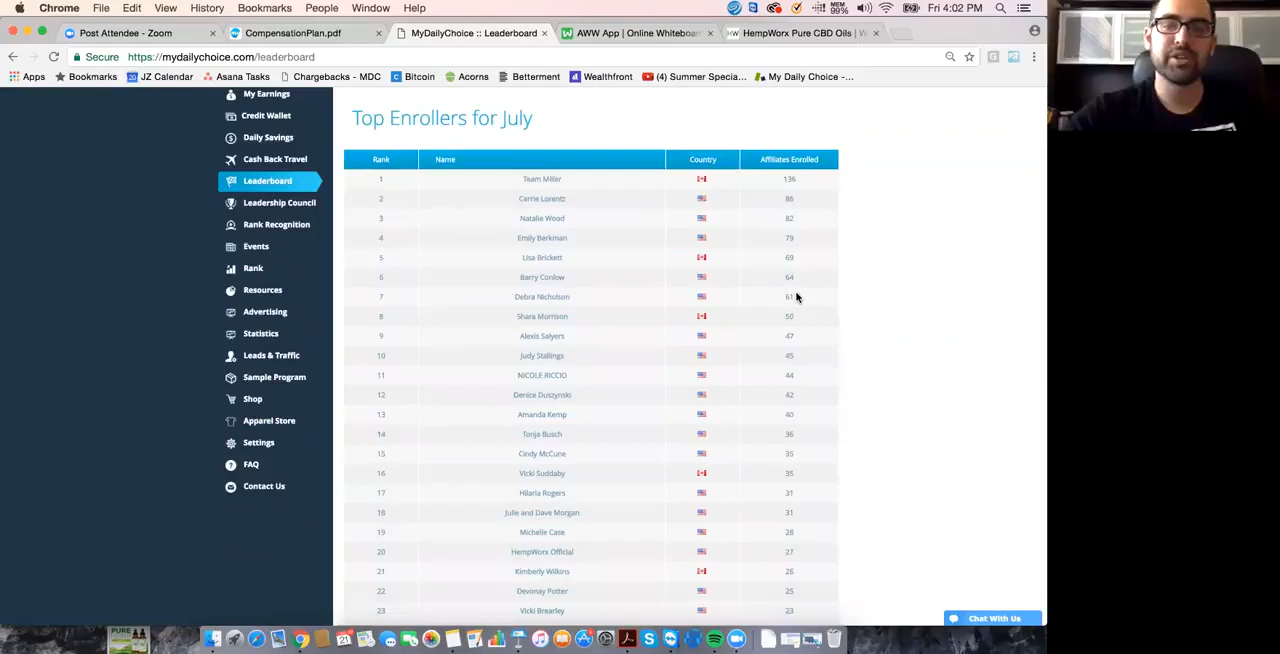 Chrome File Edit View History Bookmarks People Window Help MEM 99% Fri 4:02 PM
Post Attendee - Zoom × CompensationPlan.pdf × MyDailyChoice :: Leaderboard × AWW App | Online Whiteboar × HempWorx Pure CBD Oils | W ×
Secure https://mydailychoice.com/leaderboard
Apps Bookmarks JZ Calendar Asana Tasks Chargebacks - MDC Bitcoin Acorns Betterment Wealthfront (4) Summer Specia... My Daily Choice -...
My Earnings
Credit Wallet
Daily Savings
Cash Back Travel
Leaderboard
Leadership Council
Rank Recognition
Events
Rank
Resources
Advertising
Statistics
Leads & Traffic
Sample Program
Shop
Apparel Store
Settings
FAQ
Contact Us
Top Enrollers for July
Rank Name Country Affiliates Enrolled
1 Team Miller 136
2 Carrie Lorentz 86
3 Natalie Wood 82
4 Emily Berkman 79
5 Lisa Brickett 69
6 Barry Conlow 64
7 Debra Nicholson 61
8 Shara Morrison 50
9 Alexis Salyers 47
10 Judy Stallings 45
11 NICOLE RICCIO 44
12 Denice Duszynski 42
13 Amanda Kemp 40
14 Tonja Busch 36
15 Cindy McCune 35
16 Vicki Suddaby 35
17 Hilaria Rogers 31
18 Julie and Dave Morgan 31
19 Michelle Case 28
20 HempWorx Official 27
21 Kimberly Wilkins 26
22 Devonay Potter 25
23 Vicki Brearley 23
Chat With Us
21
PURE